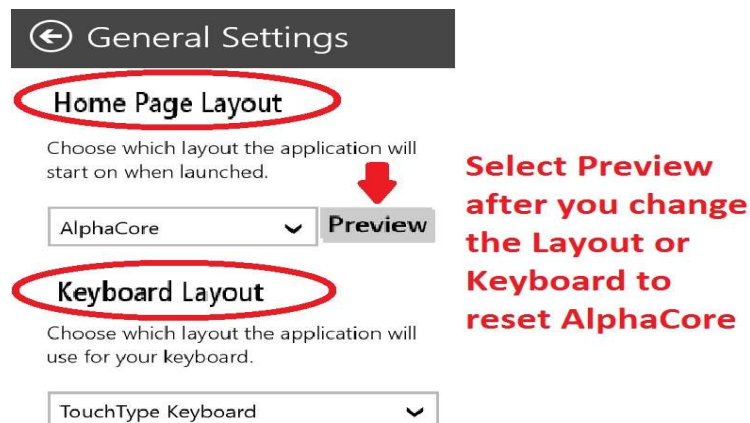 General Settings
Home Page Layout
Choose which layout the application will
start on when launched.
AlphaCore
Preview
Keyboard Layout
Choose which layout the application will
use for your keyboard.
TouchType Keyboard
Select Preview
after you change
the Layout or
Keyboard to
reset AlphaCore